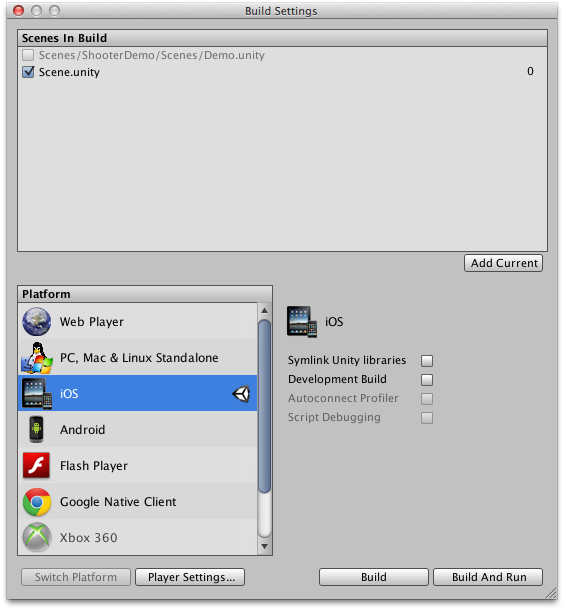 Build Settings
Scenes In Build
Scenes/ShooterDemo/Scenes/Demo.unity
Scene.unity 0
Add Current
Platform
Web Player
PC, Mac & Linux Standalone
iOS
Android
Flash Player
Google Native Client
Xbox 360
iOS
Symlink Unity libraries
Development Build
Autoconnect Profiler
Script Debugging
Switch Platform Player Settings... Build Build And Run